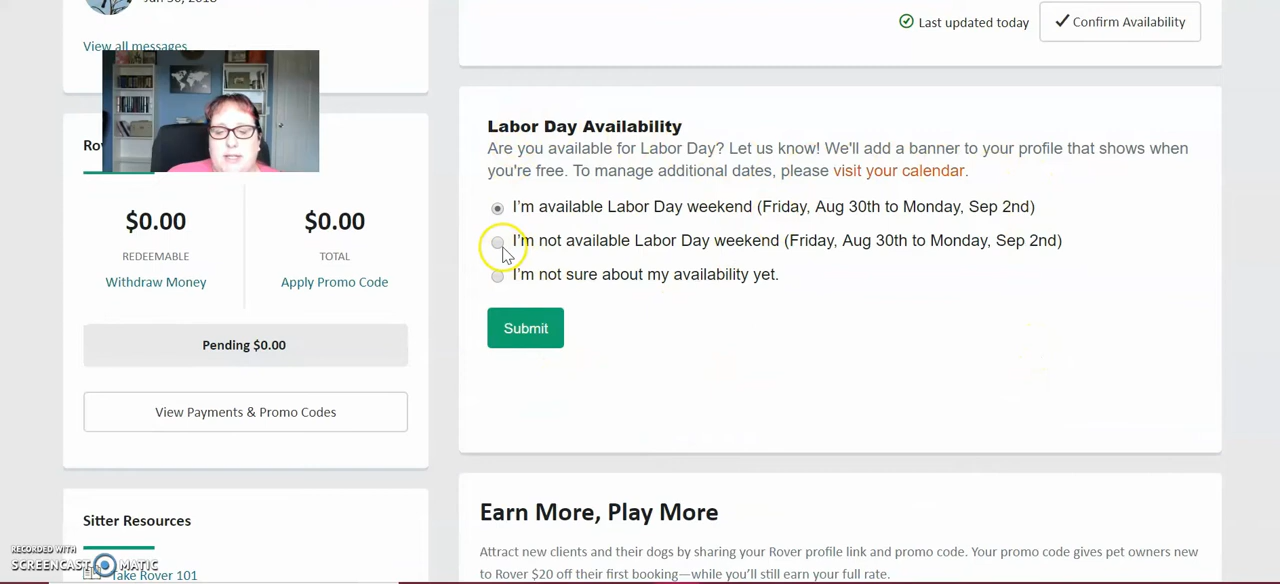 View all messages
Last updated today
Confirm Availability
Labor Day Availability
Are you available for Labor Day? Let us know! We'll add a banner to your profile that shows when
you're free. To manage additional dates, please visit your calendar.
I'm available Labor Day weekend (Friday, Aug 30th to Monday, Sep 2nd)
I'm not available Labor Day weekend (Friday, Aug 30th to Monday, Sep 2nd)
I'm not sure about my availability yet.
Submit
$0.00 $0.00
REDEEMABLE TOTAL
Withdraw Money Apply Promo Code
Pending $0.00
View Payments & Promo Codes
Sitter Resources
Take Rover 101
Earn More, Play More
Attract new clients and their dogs by sharing your Rover profile link and promo code. Your promo code gives pet owners new
to Rover $20 off their first booking—while you'll still earn your full rate.
RECORDED WITH
SCREENCAST MATIC